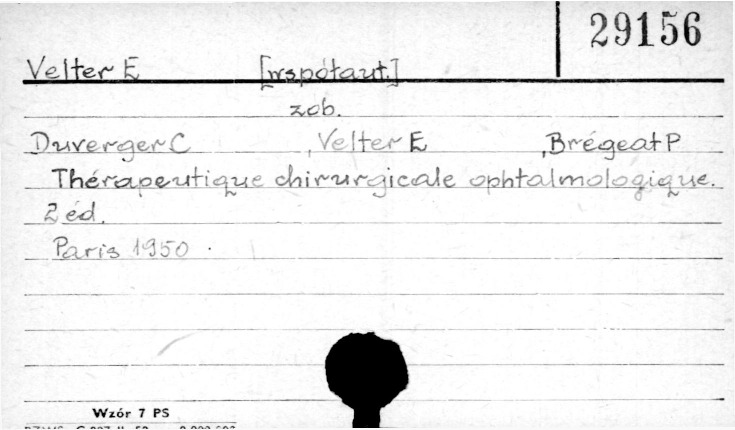 29156
Velter E [współaut.]
zob.
Duverger C , Velter E , Brégeat P
Thérapeutique chirurgicale ophtalmologique.
2 éd.
Paris 1950
Wzór 7 PS